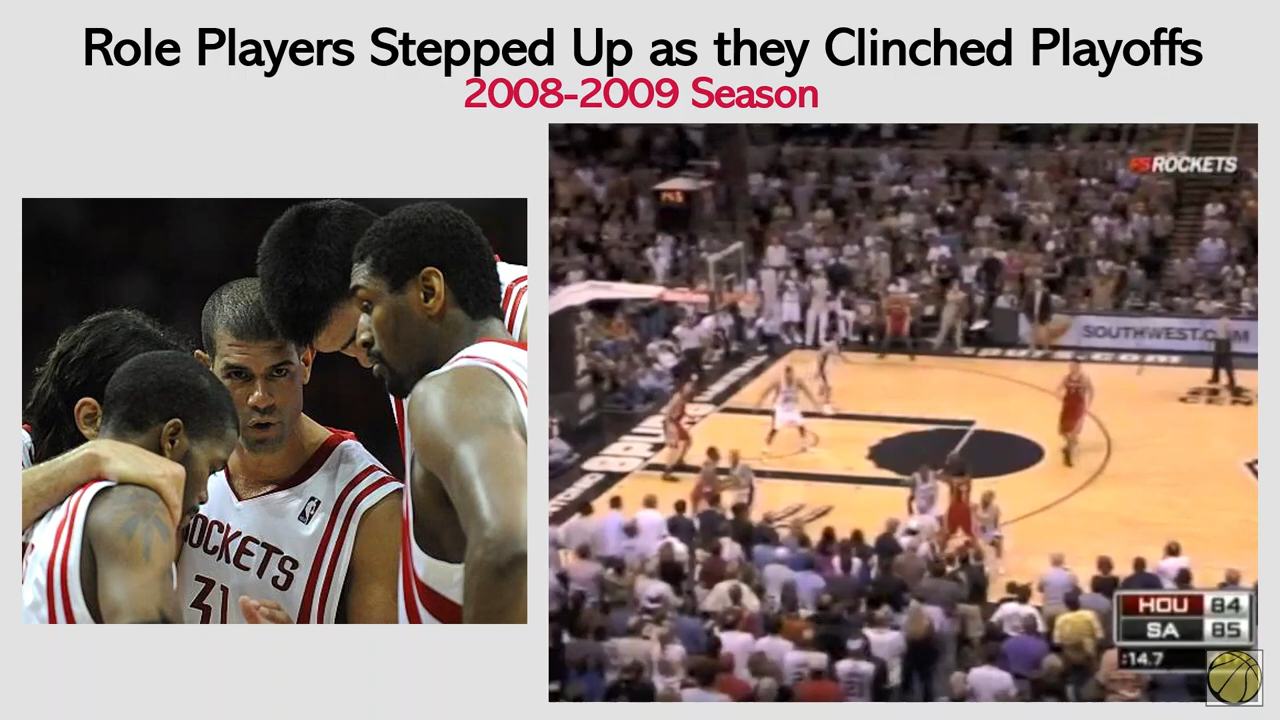 Role Players Stepped Up as they Clinched Playoffs
2008-2009 Season
FS ROCKETS
SOUTHWEST.COM
ROCKETS
31
HOU 84
SA 85
:14.7